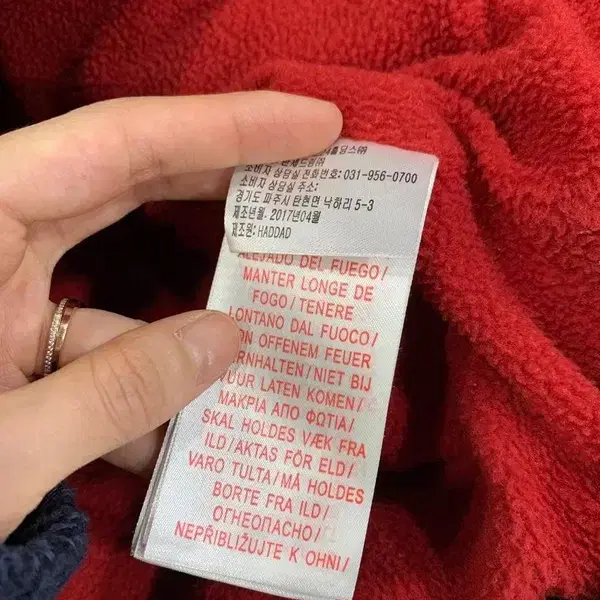 소비자 상담실 전화번호: 031-956-0700
소비자 상담실 주소:
경기도 파주시 탄현면 낙하리 5-3
제조년월. 2017년04월
제조원: HADDAD
ALEJADO DEL FUEGO/
MANTER LONGE DE
FOGO/TENERE
LONTANO DAL FUOCO/
OFFENEM FEUER
NIET BIJ
LATEN KOMEN/
ΜΑΚΡΙΑ ΑΠΟ ΦΩΤΙΑ/
SKAL HOLDES VÆK FRA
ILD/AKTAS FÖR ELD/
VARO TULTA/MÅ HOLDES
BORTE FRA ILD/
ОГНЕОПАСНО/
NEPŘIBLIŽUJTE K OHNI/